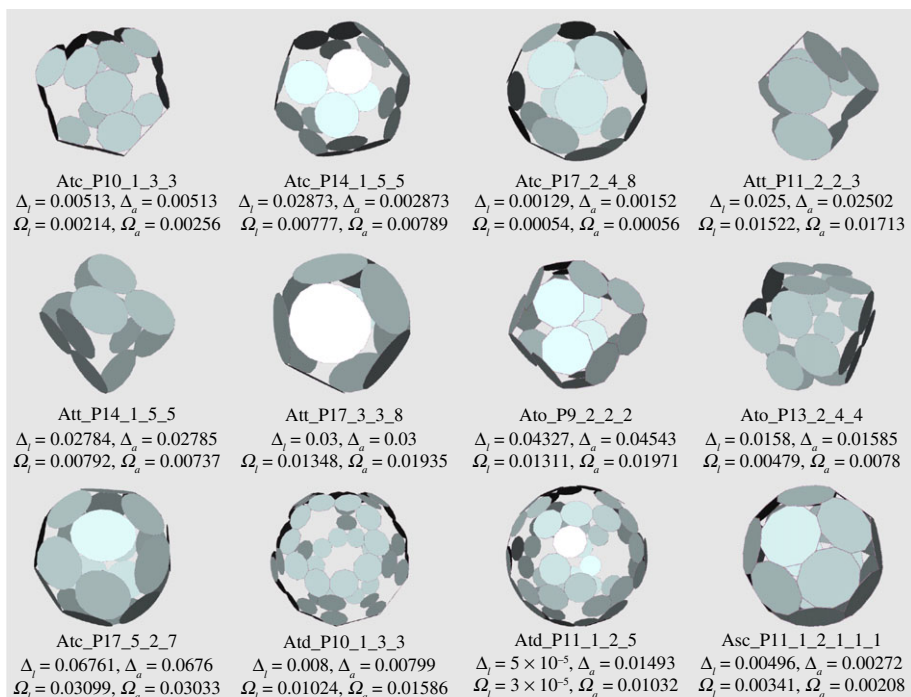 Atc_P10_1_3_3
Δl = 0.00513, Δa = 0.00513
Ωl = 0.00214, Ωa = 0.00256
Atc_P14_1_5_5
Δl = 0.02873, Δa = 0.002873
Ωl = 0.00777, Ωa = 0.00789
Atc_P17_2_4_8
Δl = 0.00129, Δa = 0.00152
Ωl = 0.00054, Ωa = 0.00056
Att_P11_2_2_3
Δl = 0.025, Δa = 0.02502
Ωl = 0.01522, Ωa = 0.01713
Att_P14_1_5_5
Δl = 0.02784, Δa = 0.02785
Ωl = 0.00792, Ωa = 0.00737
Att_P17_3_3_8
Δl = 0.03, Δa = 0.03
Ωl = 0.01348, Ωa = 0.01935
Ato_P9_2_2_2
Δl = 0.04327, Δa = 0.04543
Ωl = 0.01311, Ωa = 0.01971
Ato_P13_2_4_4
Δl = 0.0158, Δa = 0.01585
Ωl = 0.00479, Ωa = 0.0078
Atc_P17_5_2_7
Δl = 0.06761, Δa = 0.0676
Ωl = 0.03099, Ωa = 0.03033
Atd_P10_1_3_3
Δl = 0.008, Δa = 0.00799
Ωl = 0.01024, Ωa = 0.01586
Atd_P11_1_2_5
Δl = 5 × 10⁻⁵, Δa = 0.01493
Ωl = 3 × 10⁻⁵, Ωa = 0.01032
Asc_P11_1_2_1_1_1
Δl = 0.00496, Δa = 0.00272
Ωl = 0.00341, Ωa = 0.00208